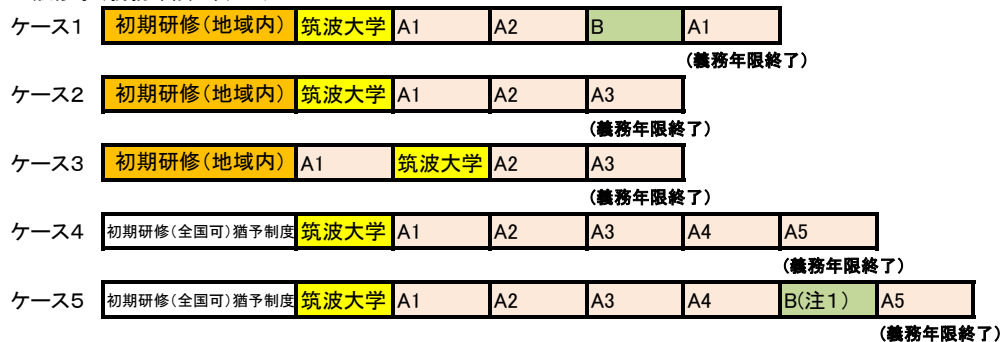 ケース1 初期研修（地域内） 筑波大学 A1 A2 B A1
（義務年限終了）
ケース2 初期研修（地域内） 筑波大学 A1 A2 A3
（義務年限終了）
ケース3 初期研修（地域内） A1 筑波大学 A2 A3
（義務年限終了）
ケース4 初期研修（全国可）猶予制度 筑波大学 A1 A2 A3 A4 A5
（義務年限終了）
ケース5 初期研修（全国可）猶予制度 筑波大学 A1 A2 A3 A4 B（注1） A5
（義務年限終了）